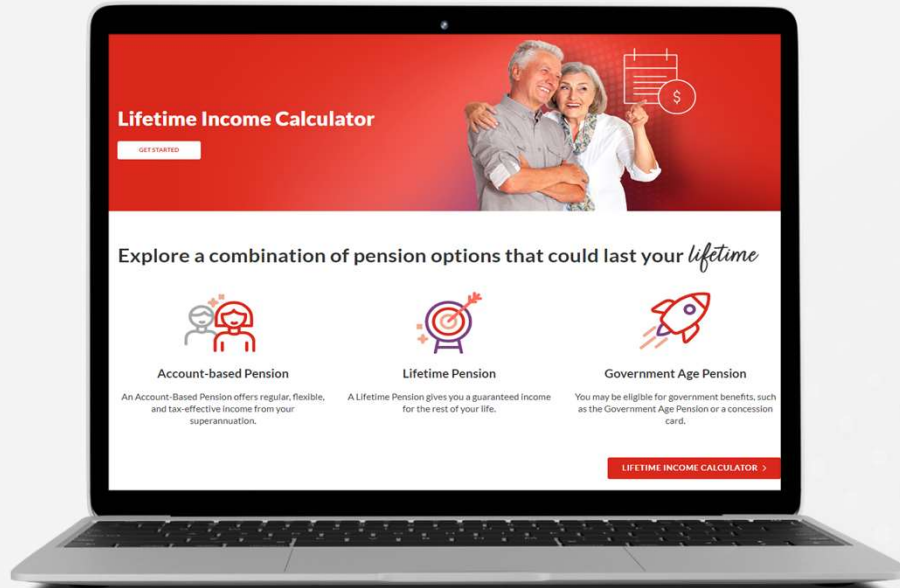 Lifetime Income Calculator
GET STARTED
$
Explore a combination of pension options that could last your lifetime
Account-based Pension
An Account-Based Pension offers regular, flexible,
and tax-effective income from your
superannuation.
Lifetime Pension
A Lifetime Pension gives you a guaranteed income
for the rest of your life.
Government Age Pension
You may be eligible for government benefits, such
as the Government Age Pension or a concession
card.
LIFETIME INCOME CALCULATOR >